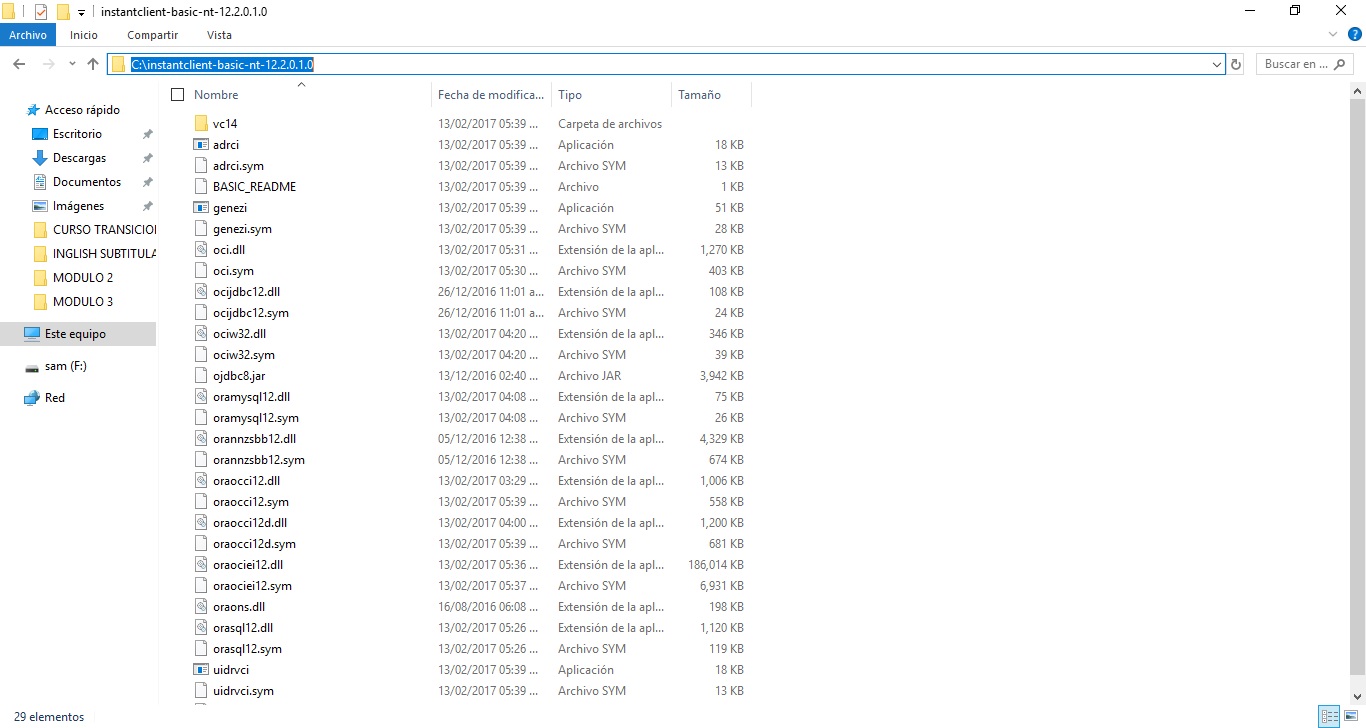 instantclient-basic-nt-12.2.0.1.0
Archivo Inicio Compartir Vista
C:\instantclient-basic-nt-12.2.0.1.0 Buscar en ...
Nombre Fecha de modifica... Tipo Tamaño
Acceso rápido
Escritorio
Descargas
Documentos
Imágenes
CURSO TRANSICIO
INGLISH SUBTITULA
MODULO 2
MODULO 3
Este equipo
sam (F:)
Red
vc14 13/02/2017 05:39 ... Carpeta de archivos
adrci 13/02/2017 05:39 ... Aplicación 18 KB
adrci.sym 13/02/2017 05:39 ... Archivo SYM 13 KB
BASIC_README 13/02/2017 05:39 ... Archivo 1 KB
genezi 13/02/2017 05:39 ... Aplicación 51 KB
genezi.sym 13/02/2017 05:39 ... Archivo SYM 28 KB
oci.dll 13/02/2017 05:31 ... Extensión de la apl... 1,270 KB
oci.sym 13/02/2017 05:30 ... Archivo SYM 403 KB
ocijdbc12.dll 26/12/2016 11:01 a... Extensión de la apl... 108 KB
ocijdbc12.sym 26/12/2016 11:01 a... Archivo SYM 24 KB
ociw32.dll 13/02/2017 04:20 ... Extensión de la apl... 346 KB
ociw32.sym 13/02/2017 04:20 ... Archivo SYM 39 KB
ojdbc8.jar 13/12/2016 02:40 ... Archivo JAR 3,942 KB
oramysql12.dll 13/02/2017 04:08 ... Extensión de la apl... 75 KB
oramysql12.sym 13/02/2017 04:08 ... Archivo SYM 26 KB
orannzsbb12.dll 05/12/2016 12:38 ... Extensión de la apl... 4,329 KB
orannzsbb12.sym 05/12/2016 12:38 ... Archivo SYM 674 KB
oraocci12.dll 13/02/2017 03:29 ... Extensión de la apl... 1,006 KB
oraocci12.sym 13/02/2017 05:39 ... Archivo SYM 558 KB
oraocci12d.dll 13/02/2017 04:00 ... Extensión de la apl... 1,200 KB
oraocci12d.sym 13/02/2017 05:39 ... Archivo SYM 681 KB
oraociei12.dll 13/02/2017 05:36 ... Extensión de la apl... 186,014 KB
oraociei12.sym 13/02/2017 05:37 ... Archivo SYM 6,931 KB
oraons.dll 16/08/2016 06:08 ... Extensión de la apl... 198 KB
orasql12.dll 13/02/2017 05:26 ... Extensión de la apl... 1,120 KB
orasql12.sym 13/02/2017 05:26 ... Archivo SYM 119 KB
uidrvci 13/02/2017 05:39 ... Aplicación 18 KB
uidrvci.sym 13/02/2017 05:39 ... Archivo SYM 13 KB
29 elementos